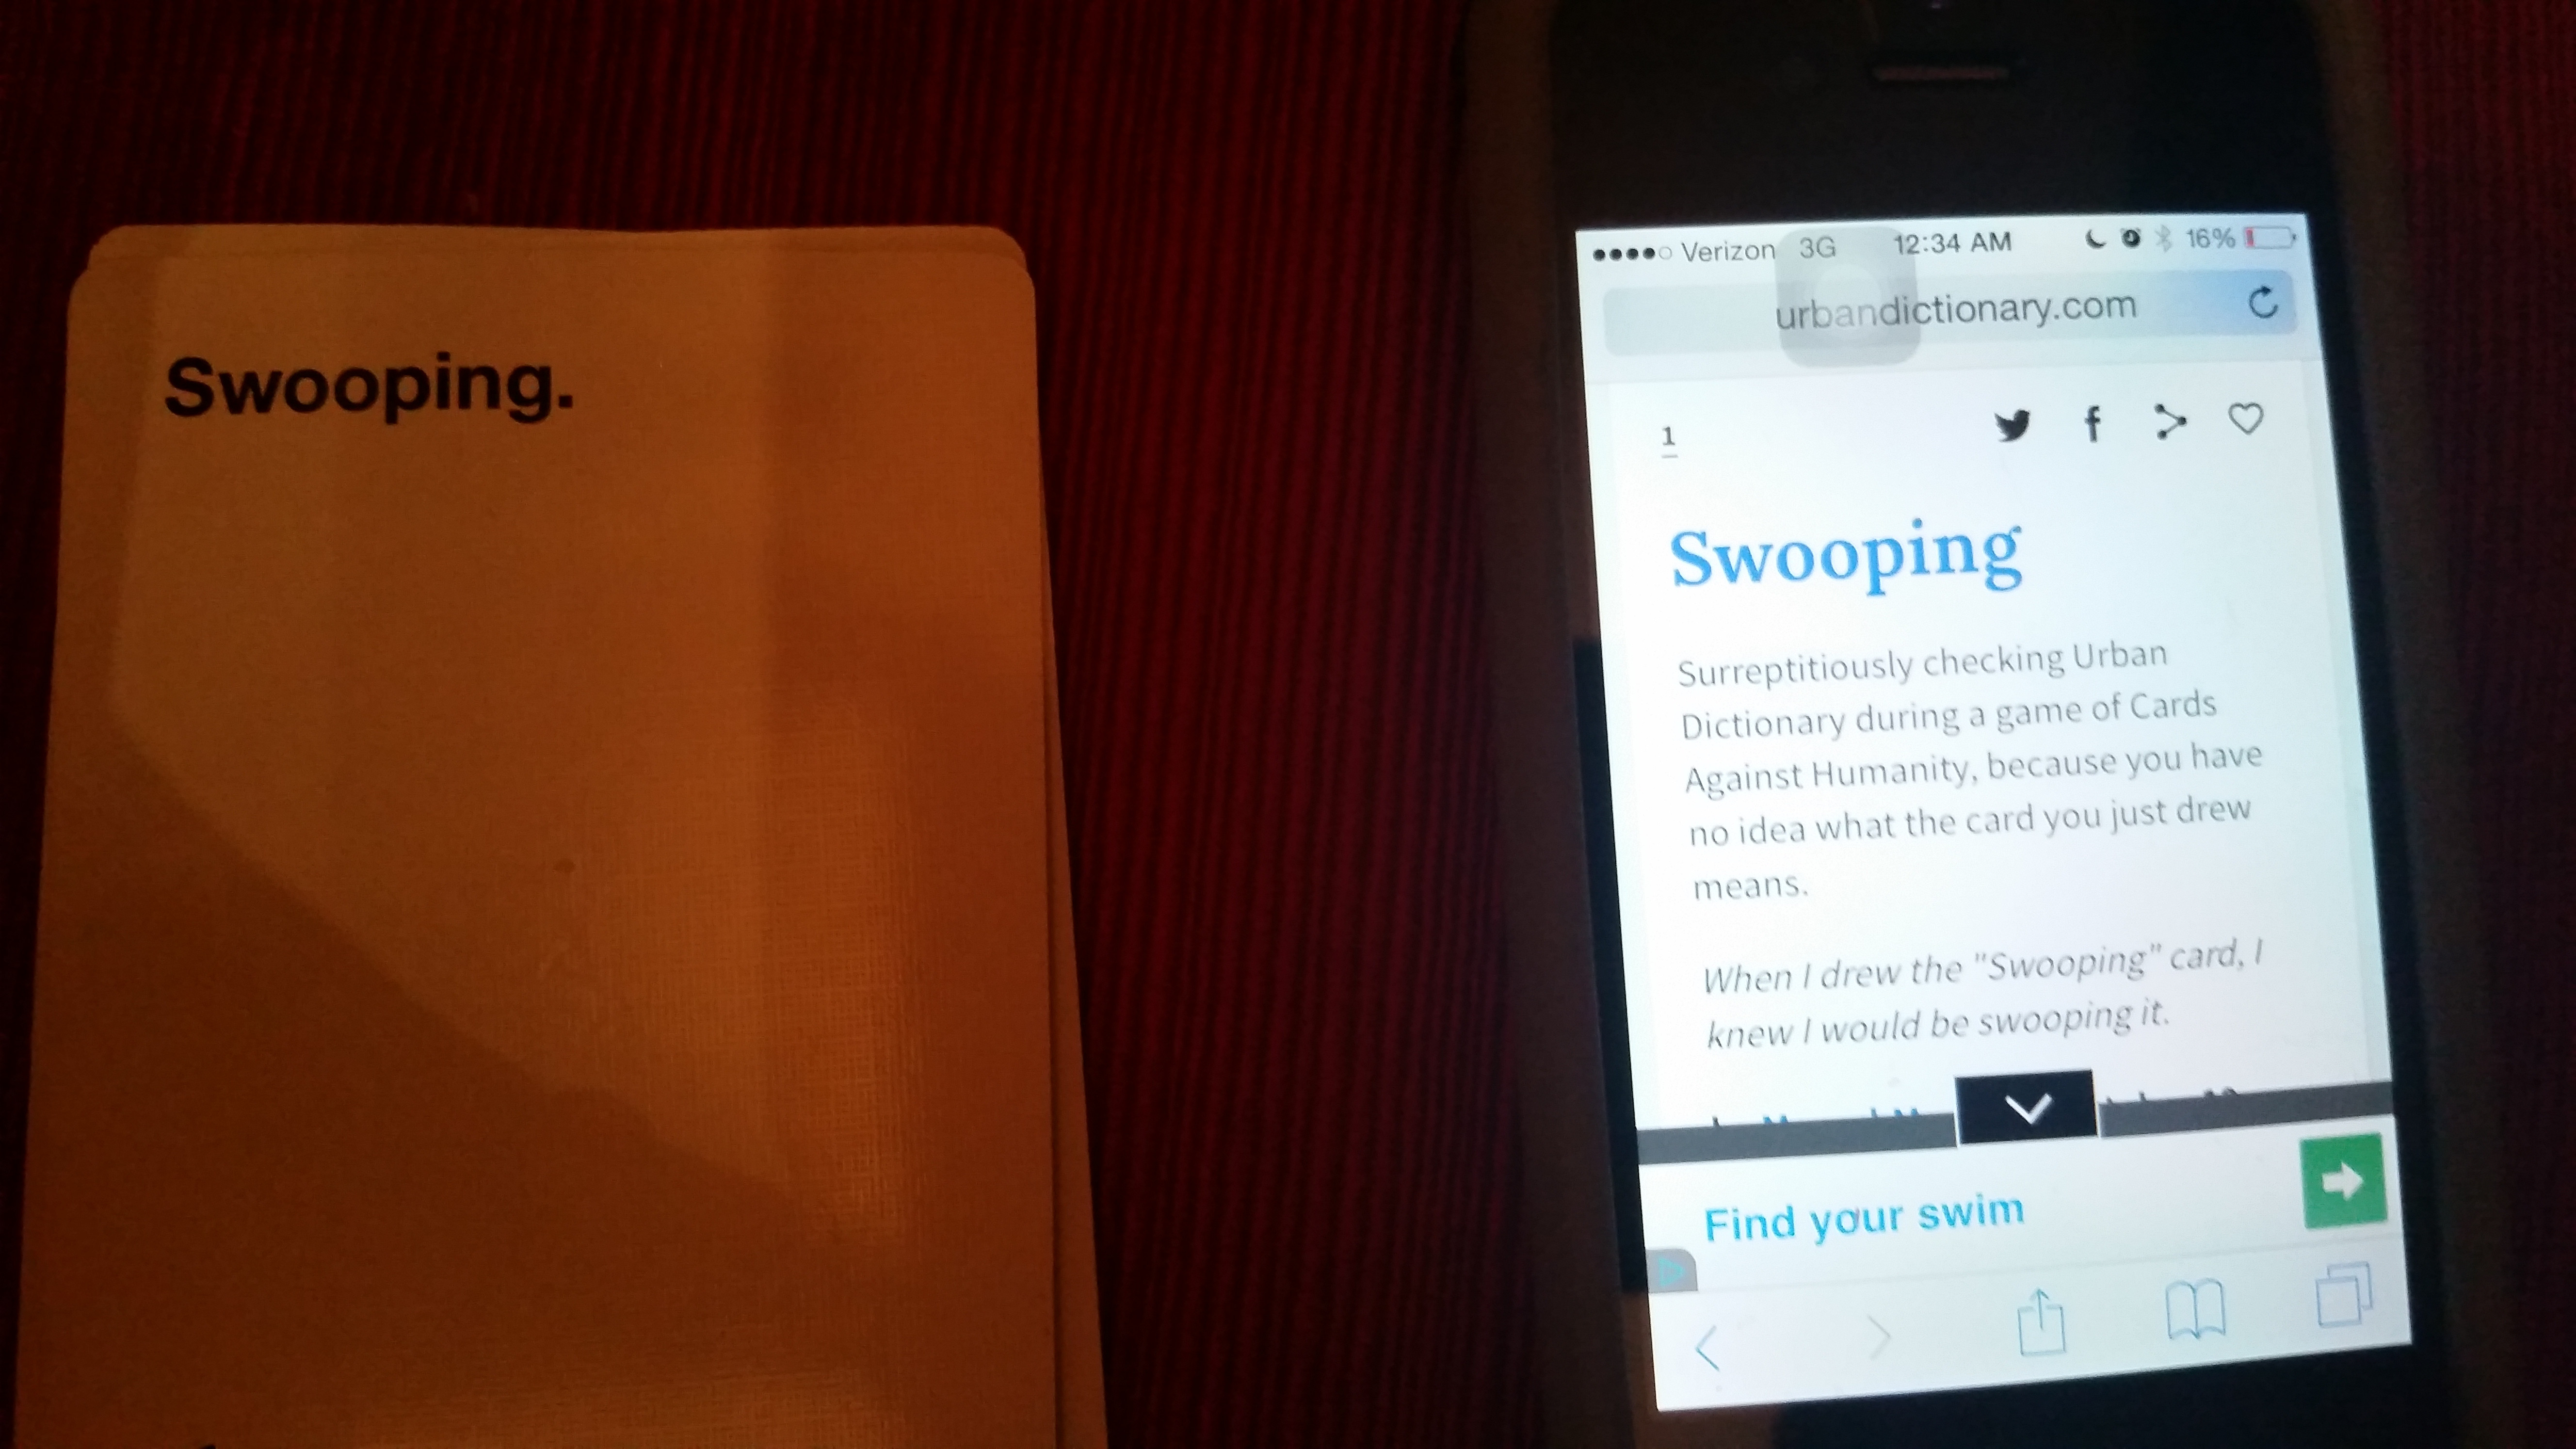 Swooping.
Verizon 3G 12:34 AM 16%
urbandictionary.com
1
Swooping
Surreptitiously checking Urban
Dictionary during a game of Cards
Against Humanity, because you have
no idea what the card you just drew
means.
When I drew the "Swooping" card, I
knew I would be swooping it.
Find your swim